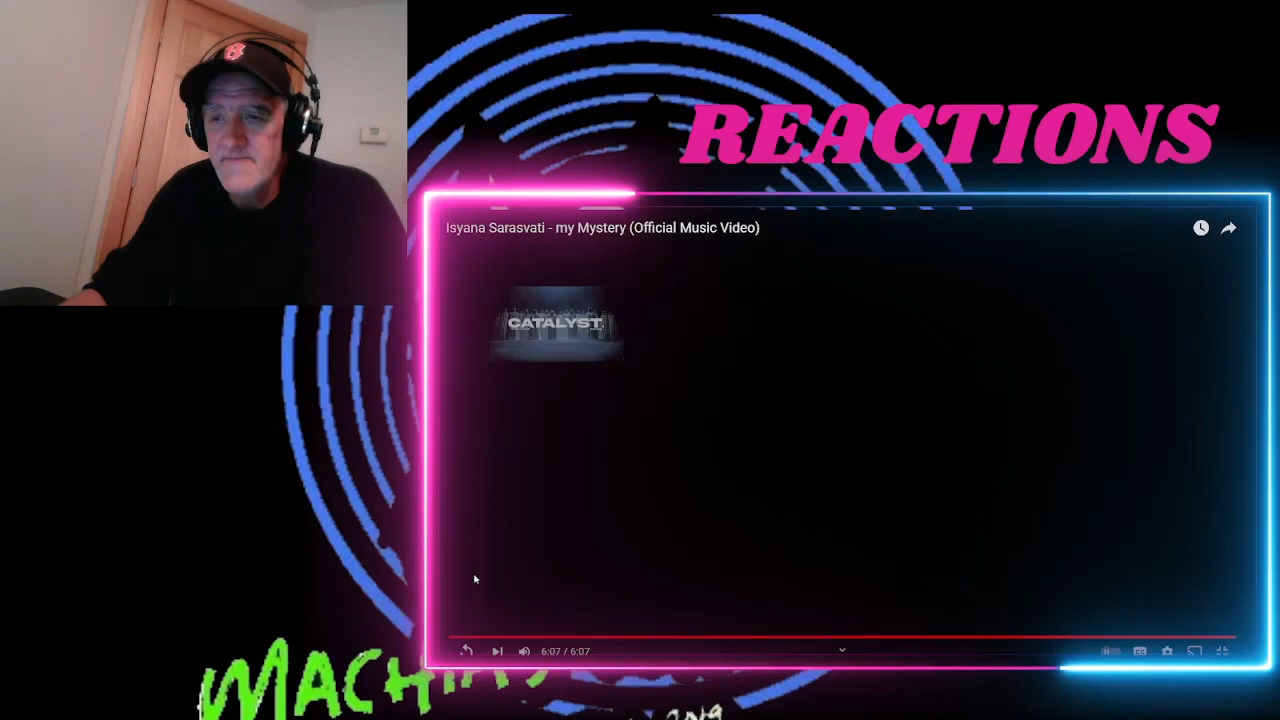 REACTIONS
Isyana Sarasvati - my Mystery (Official Music Video)
CATALYST
6:07 / 6:07